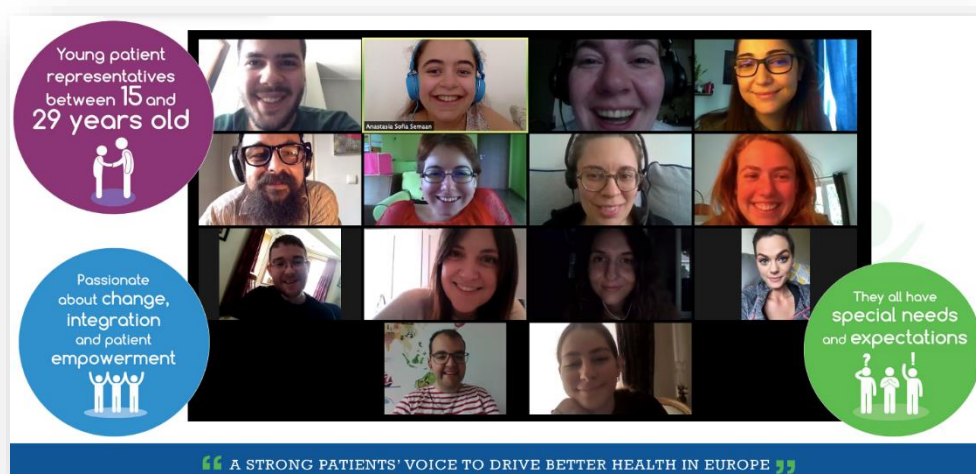 Young patient
representatives
between 15 and
29 years old
Anastasia Sofia Semaan
Passionate
about change,
integration
and patient
empowerment
They all have
special needs
and expectations
? !
“ A STRONG PATIENTS’ VOICE TO DRIVE BETTER HEALTH IN EUROPE ”